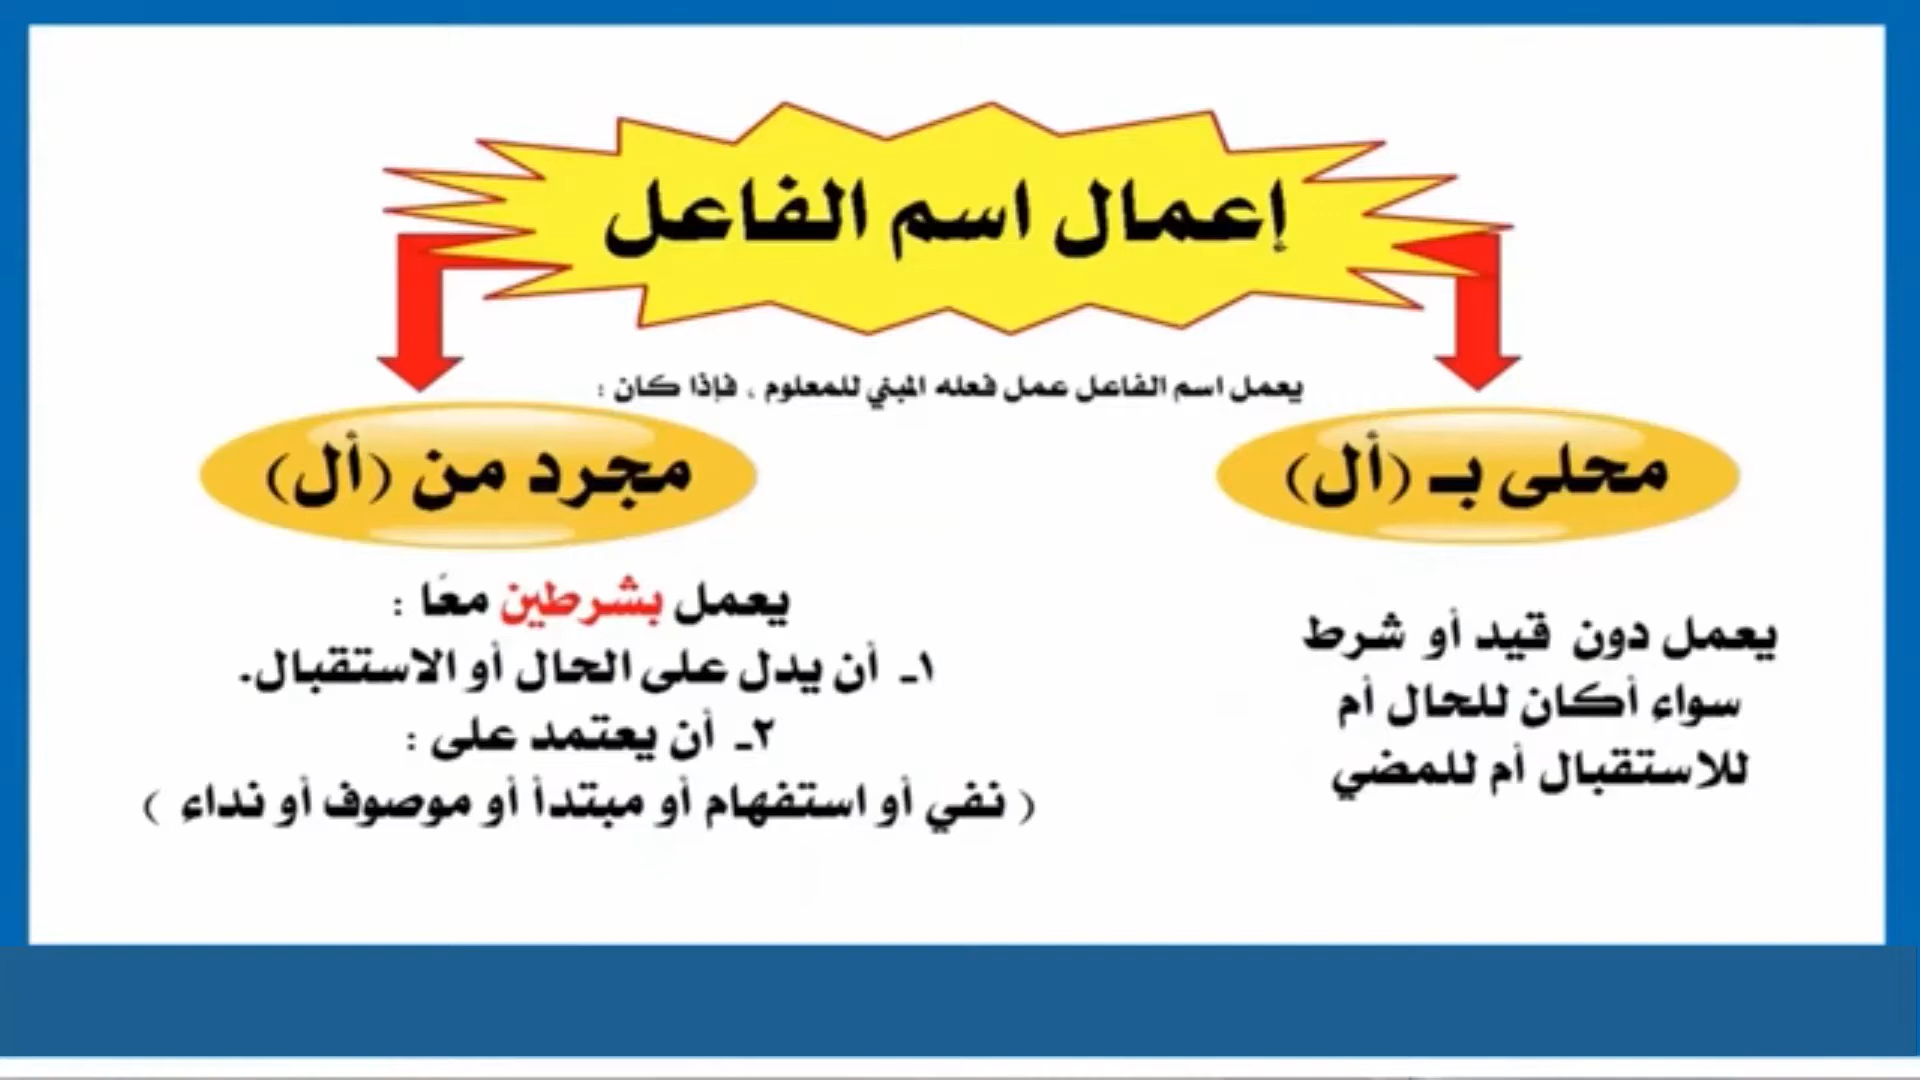 إعمال اسم الفاعل
يعمل اسم الفاعل عمل فعله المبني للمعلوم ، فإذا كان :
محلى بـ (أل)
يعمل دون قيد أو شرط
سواء أكان للحال أم
للاستقبال أم للمضي
مجرد من (أل)
يعمل بشرطين معًا :
١ـ أن يدل على الحال أو الاستقبال.
٢ـ أن يعتمد على :
( نفي أو استفهام أو مبتدأ أو موصوف أو نداء )